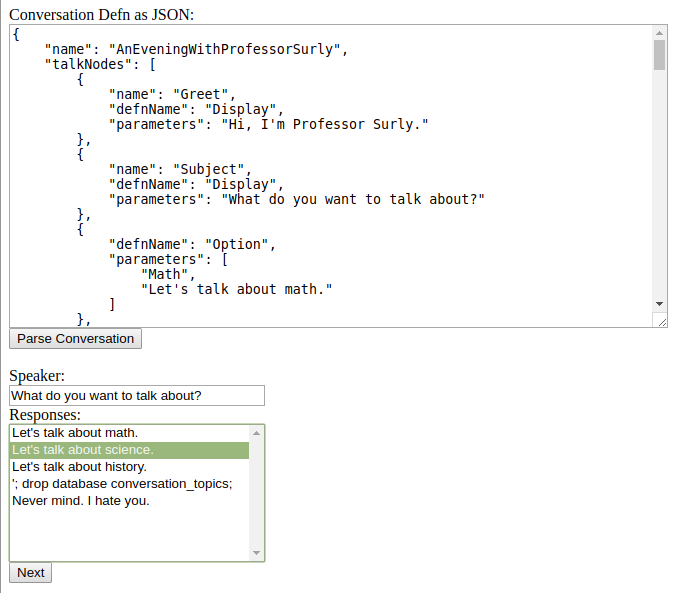 Conversation Defn as JSON:
{
    "name": "AnEveningWithProfessorSurly",
    "talkNodes": [
        {
            "name": "Greet",
            "defnName": "Display",
            "parameters": "Hi, I'm Professor Surly."
        },
        {
            "name": "Subject",
            "defnName": "Display",
            "parameters": "What do you want to talk about?"
        },
        {
            "defnName": "Option",
            "parameters": [
                "Math",
                "Let's talk about math."
            ]
        },
Parse Conversation
Speaker:
What do you want to talk about?
Responses:
Let's talk about math.
Let's talk about science.
Let's talk about history.
'; drop database conversation_topics;
Never mind. I hate you.
Next